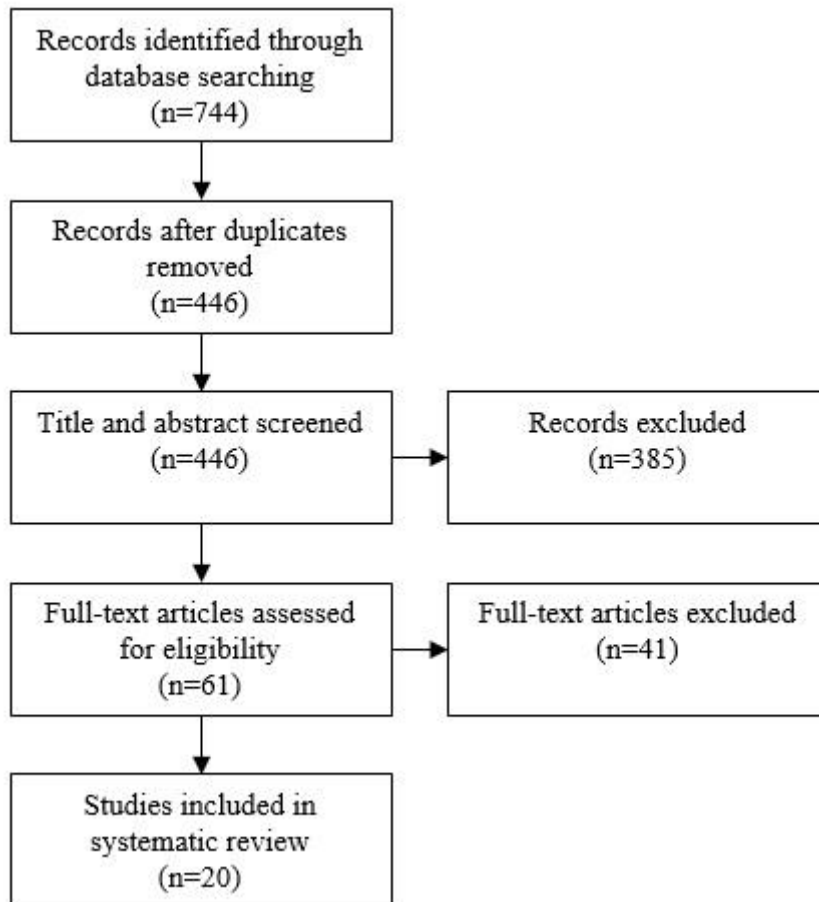 Records identified through
database searching
(n=744)
Records after duplicates
removed
(n=446)
Title and abstract screened
(n=446)
Records excluded
(n=385)
Full-text articles assessed
for eligibility
(n=61)
Full-text articles excluded
(n=41)
Studies included in
systematic review
(n=20)